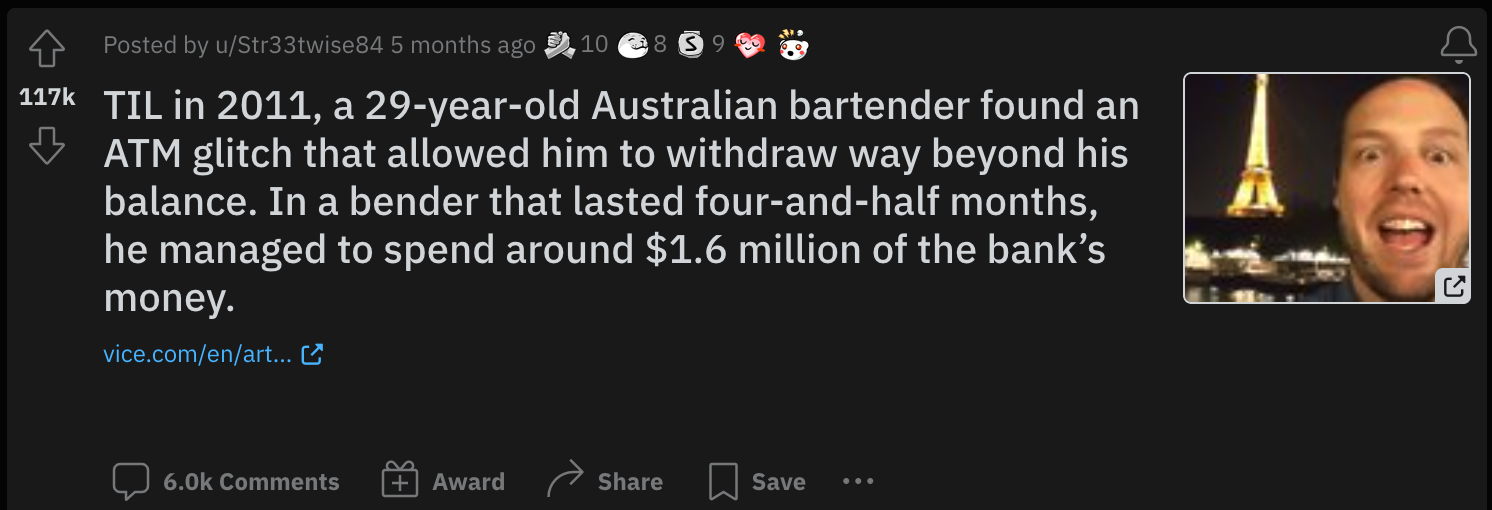 Posted by u/Str33twise84 5 months ago 10 8 S 9
117k
TIL in 2011, a 29-year-old Australian bartender found an
ATM glitch that allowed him to withdraw way beyond his
balance. In a bender that lasted four-and-half months,
he managed to spend around $1.6 million of the bank’s
money.
vice.com/en/art...
6.0k Comments Award Share Save